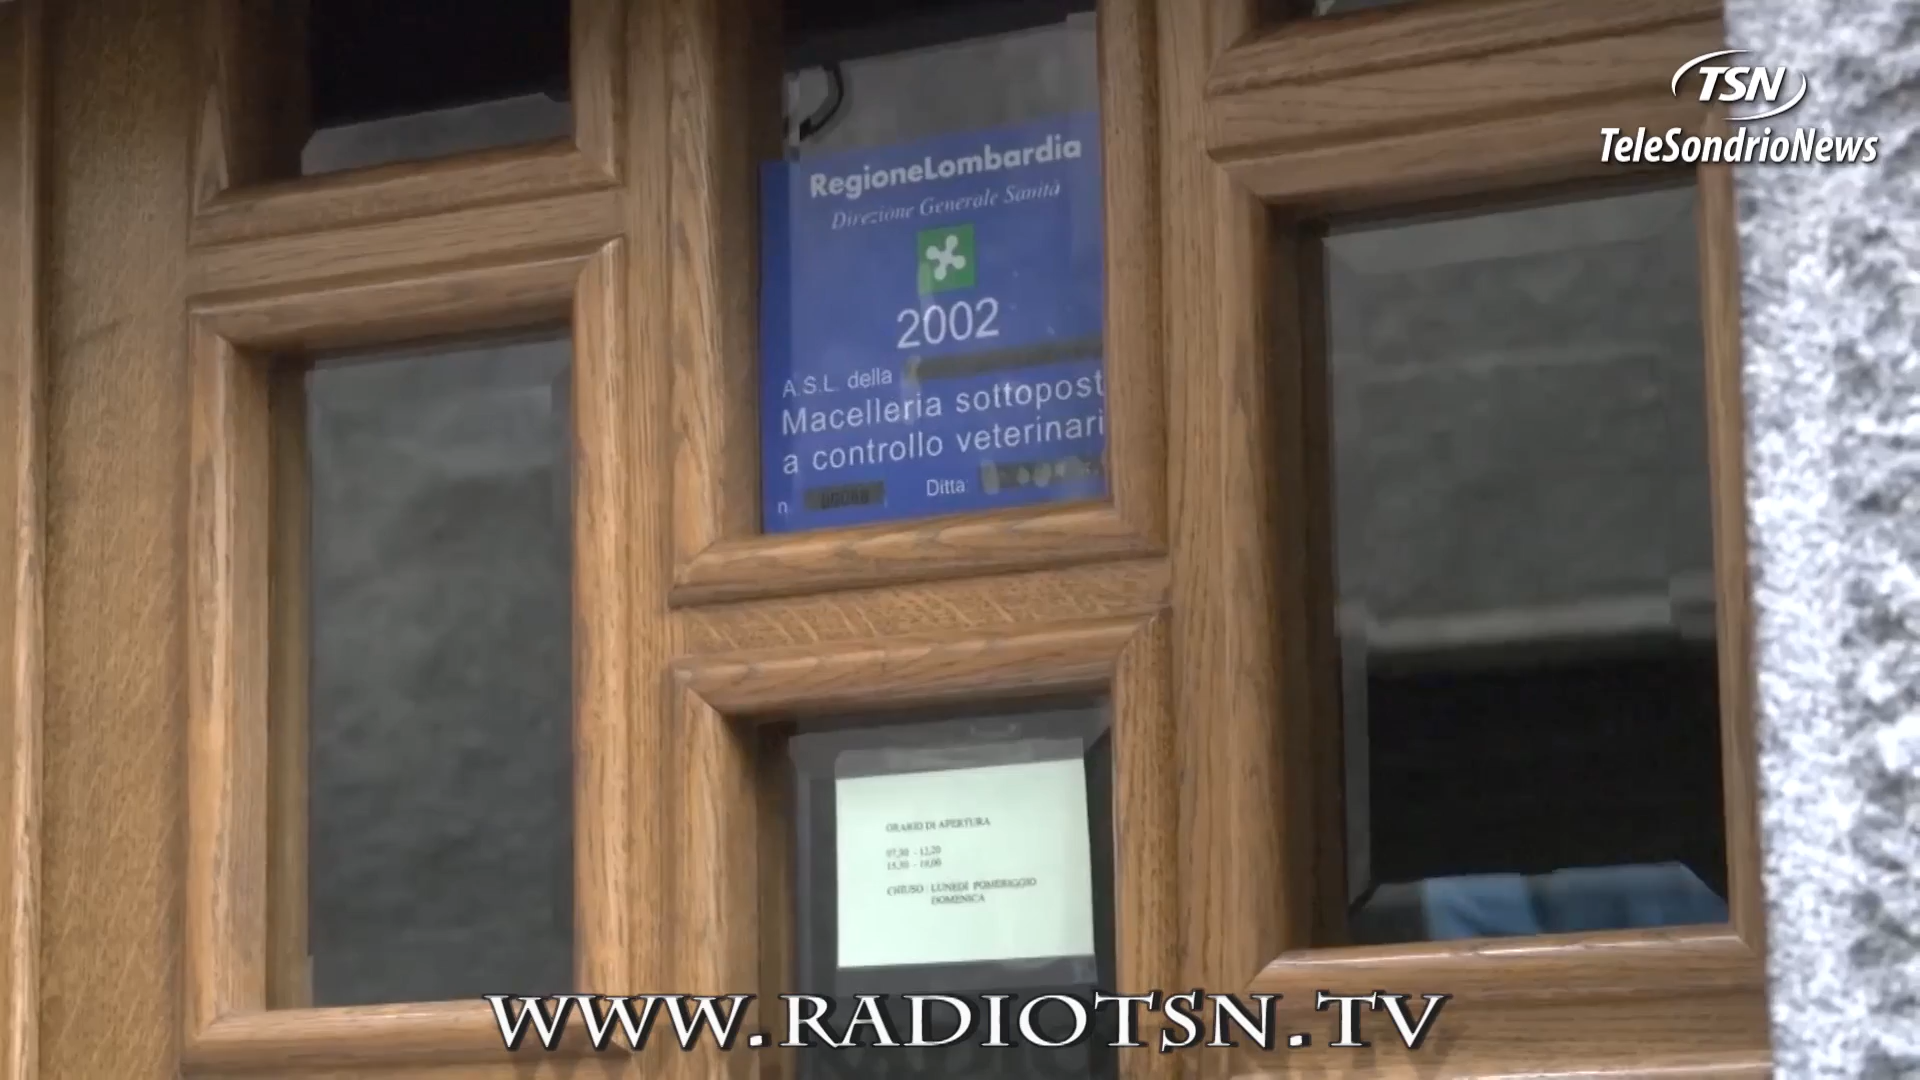 TSN
TeleSondrioNews
RegioneLombardia
Direzione Generale Sanità
2002
A.S.L. della
Macelleria sottopost
a controllo veterinari
n.
Ditta:
ORARIO DI APERTURA
07,30 - 12,20
15,30 - 19,00
CHIUSO : LUNEDÌ POMERIGGIO
DOMENICA
WWW.RADIOTSN.TV